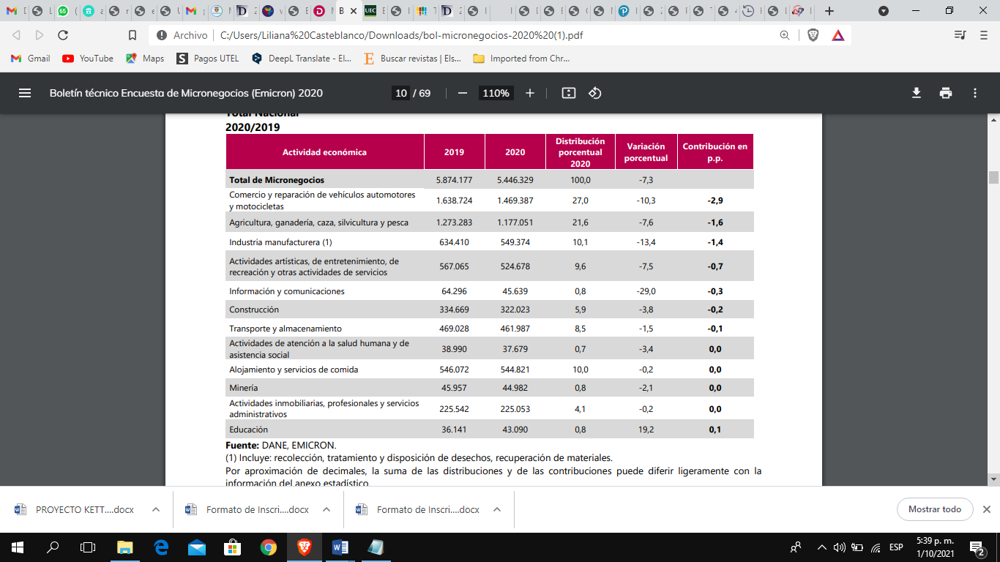 Archivo C:/Users/Liliana%20Casteblanco/Downloads/bol-micronegocios-2020%20(1).pdf
Gmail YouTube Maps Pagos UTEL DeepL Translate - El... Buscar revistas | Els... Imported from Chr...
Boletín técnico Encuesta de Micronegocios (Emicron) 2020 10 / 69 110%
Total Nacional
2020/2019
Actividad económica 2019 2020 Distribución porcentual 2020 Variación porcentual Contribución en p.p.
Total de Micronegocios 5.874.177 5.446.329 100,0 -7,3
Comercio y reparación de vehículos automotores
y motocicletas 1.638.724 1.469.387 27,0 -10,3 -2,9
Agricultura, ganadería, caza, silvicultura y pesca 1.273.283 1.177.051 21,6 -7,6 -1,6
Industria manufacturera (1) 634.410 549.374 10,1 -13,4 -1,4
Actividades artísticas, de entretenimiento, de
recreación y otras actividades de servicios 567.065 524.678 9,6 -7,5 -0,7
Información y comunicaciones 64.296 45.639 0,8 -29,0 -0,3
Construcción 334.669 322.023 5,9 -3,8 -0,2
Transporte y almacenamiento 469.028 461.987 8,5 -1,5 -0,1
Actividades de atención a la salud humana y de
asistencia social 38.990 37.679 0,7 -3,4 0,0
Alojamiento y servicios de comida 546.072 544.821 10,0 -0,2 0,0
Minería 45.957 44.982 0,8 -2,1 0,0
Actividades inmobiliarias, profesionales y servicios
administrativos 225.542 225.053 4,1 -0,2 0,0
Educación 36.141 43.090 0,8 19,2 0,1
Fuente: DANE, EMICRON.
(1) Incluye: recolección, tratamiento y disposición de desechos, recuperación de materiales.
Por aproximación de decimales, la suma de las distribuciones y de las contribuciones puede diferir ligeramente con la
información del anexo estadístico.
PROYECTO KETT....docx Formato de Inscri....docx Formato de Inscri....docx Mostrar todo
ESP 5:39 p. m.
1/10/2021 2